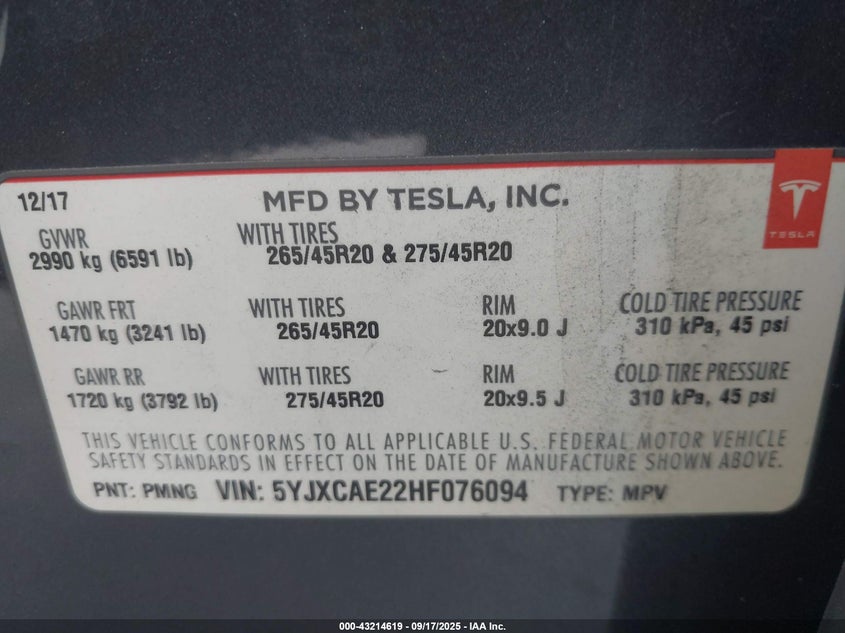 12/17 MFD BY TESLA, INC.
TESLA
GVWR WITH TIRES
2990 kg (6591 lb) 265/45R20 & 275/45R20
GAWR FRT WITH TIRES RIM COLD TIRE PRESSURE
1470 kg (3241 lb) 265/45R20 20x9.0 J 310 kPa, 45 psi
GAWR RR WITH TIRES RIM COLD TIRE PRESSURE
1720 kg (3792 lb) 275/45R20 20x9.5 J 310 kPa, 45 psi
THIS VEHICLE CONFORMS TO ALL APPLICABLE U.S. FEDERAL MOTOR VEHICLE
SAFETY STANDARDS IN EFFECT ON THE DATE OF MANUFACTURE SHOWN ABOVE.
PNT: PMNG VIN: 5YJXCAE22HF076094 TYPE: MPV
000-43214619 - 09/17/2025 - IAA Inc.